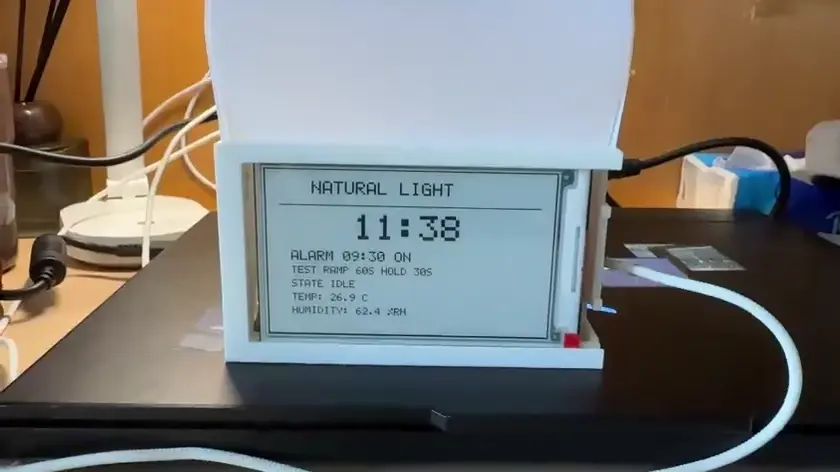 NATURAL LIGHT
11:38
ALARM 09:30 ON
TEST RAMP 60S HOLD 30S
STATE IDLE
TEMP: 26.9 C
HUMIDITY: 62.4 %RH